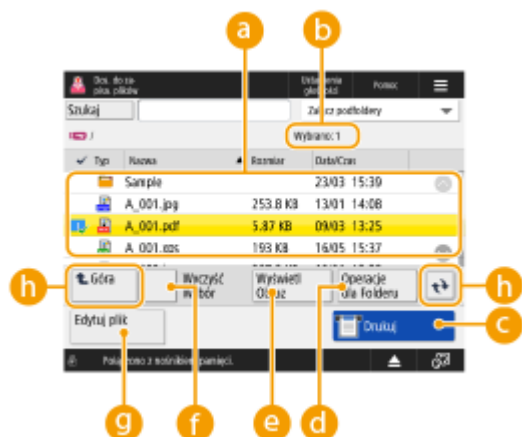 a
b
Dos. do za-
pisu. plików
Ustawienia
głośności
Pomoc
Szukaj
Załącz podfoldery
/
Wybrano: 1
Typ Nazwa Rozmiar Data/Czas
Sample 23/03 15:39
A_001.jpg 253.8 KB 13/01 14:08
A_001.pdf 5.87 KB 09/03 13:25
A_001.xps 193 KB 16/05 15:37
h
Góra
Wyczyść
Wybór
Wyświetl
Obraz
Operacje
dla Folderu
h
Edytuj plik
Drukuj
c
Połączono z nośnikiem pamięci.
g
f
e
d